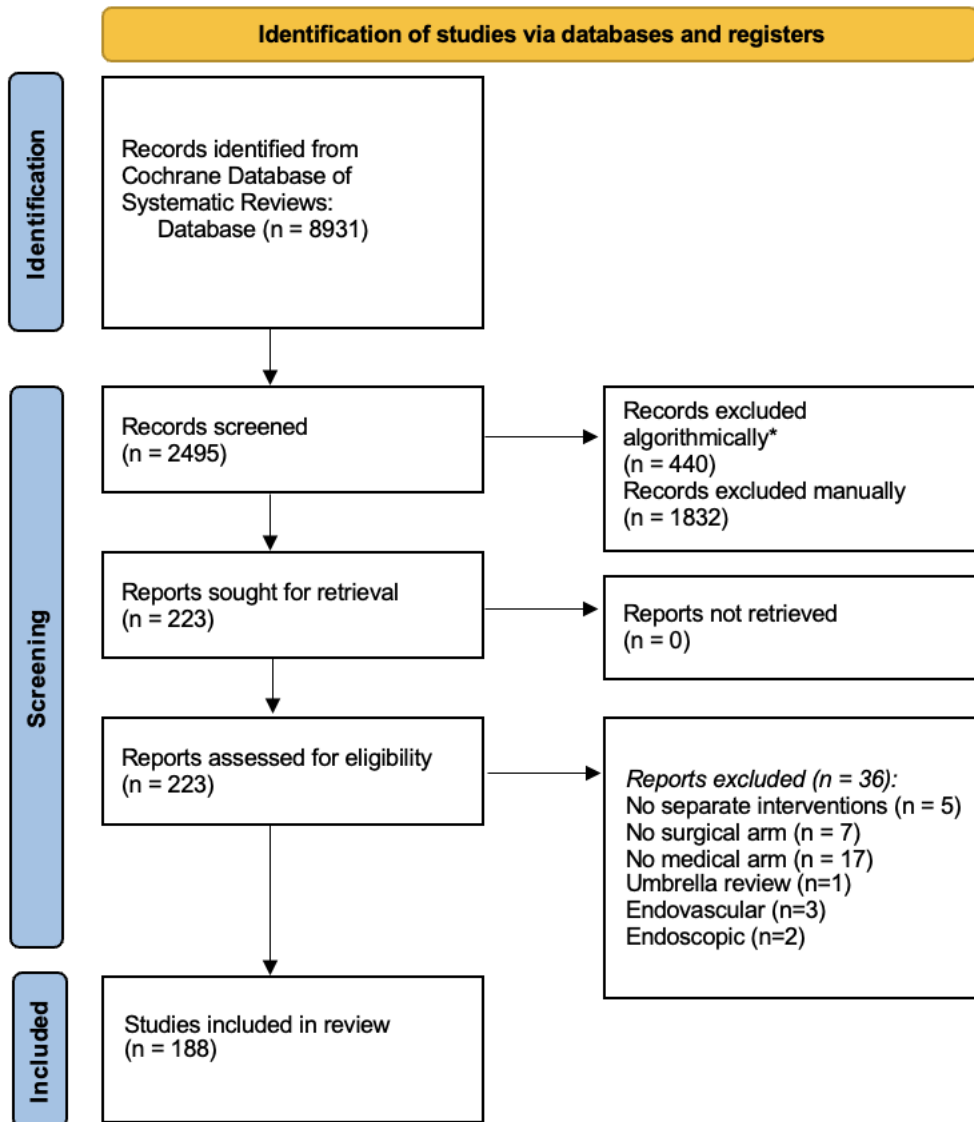 Identification of studies via databases and registers
Identification
Records identified from
Cochrane Database of
Systematic Reviews:
Database (n = 8931)
Screening
Records screened
(n = 2495)
Records excluded
algorithmically*
(n = 440)
Records excluded manually
(n = 1832)
Reports sought for retrieval
(n = 223)
Reports not retrieved
(n = 0)
Reports assessed for eligibility
(n = 223)
Reports excluded (n = 36):
No separate interventions (n = 5)
No surgical arm (n = 7)
No medical arm (n = 17)
Umbrella review (n=1)
Endovascular (n=3)
Endoscopic (n=2)
Included
Studies included in review
(n = 188)